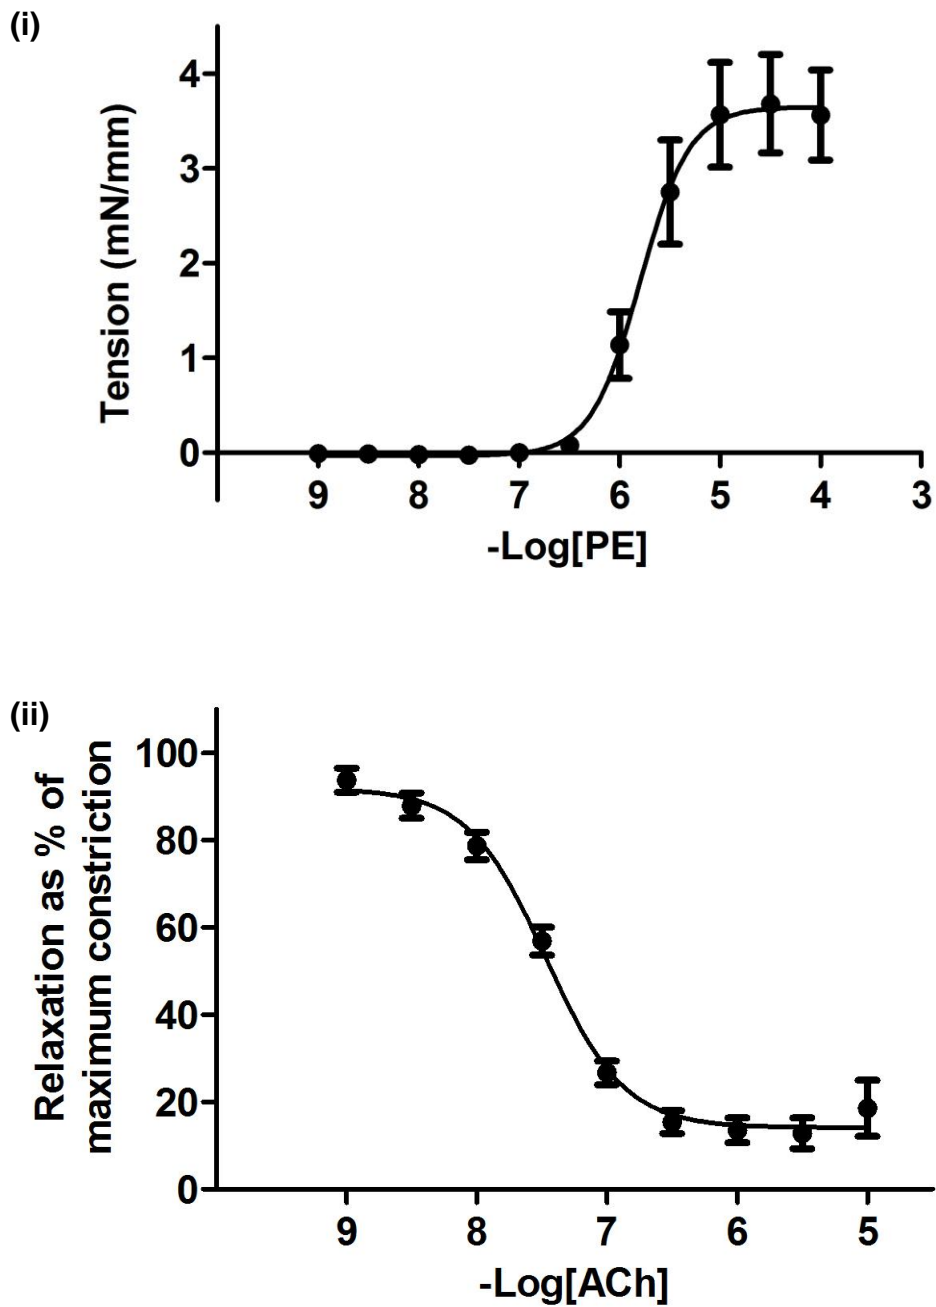 (i)
Tension (mN/mm)
4
3
2
1
0
9 8 7 6 5 4 3
-Log[PE]
(ii)
Relaxation as % of
maximum constriction
100
80
60
40
20
0
9 8 7 6 5
-Log[ACh]